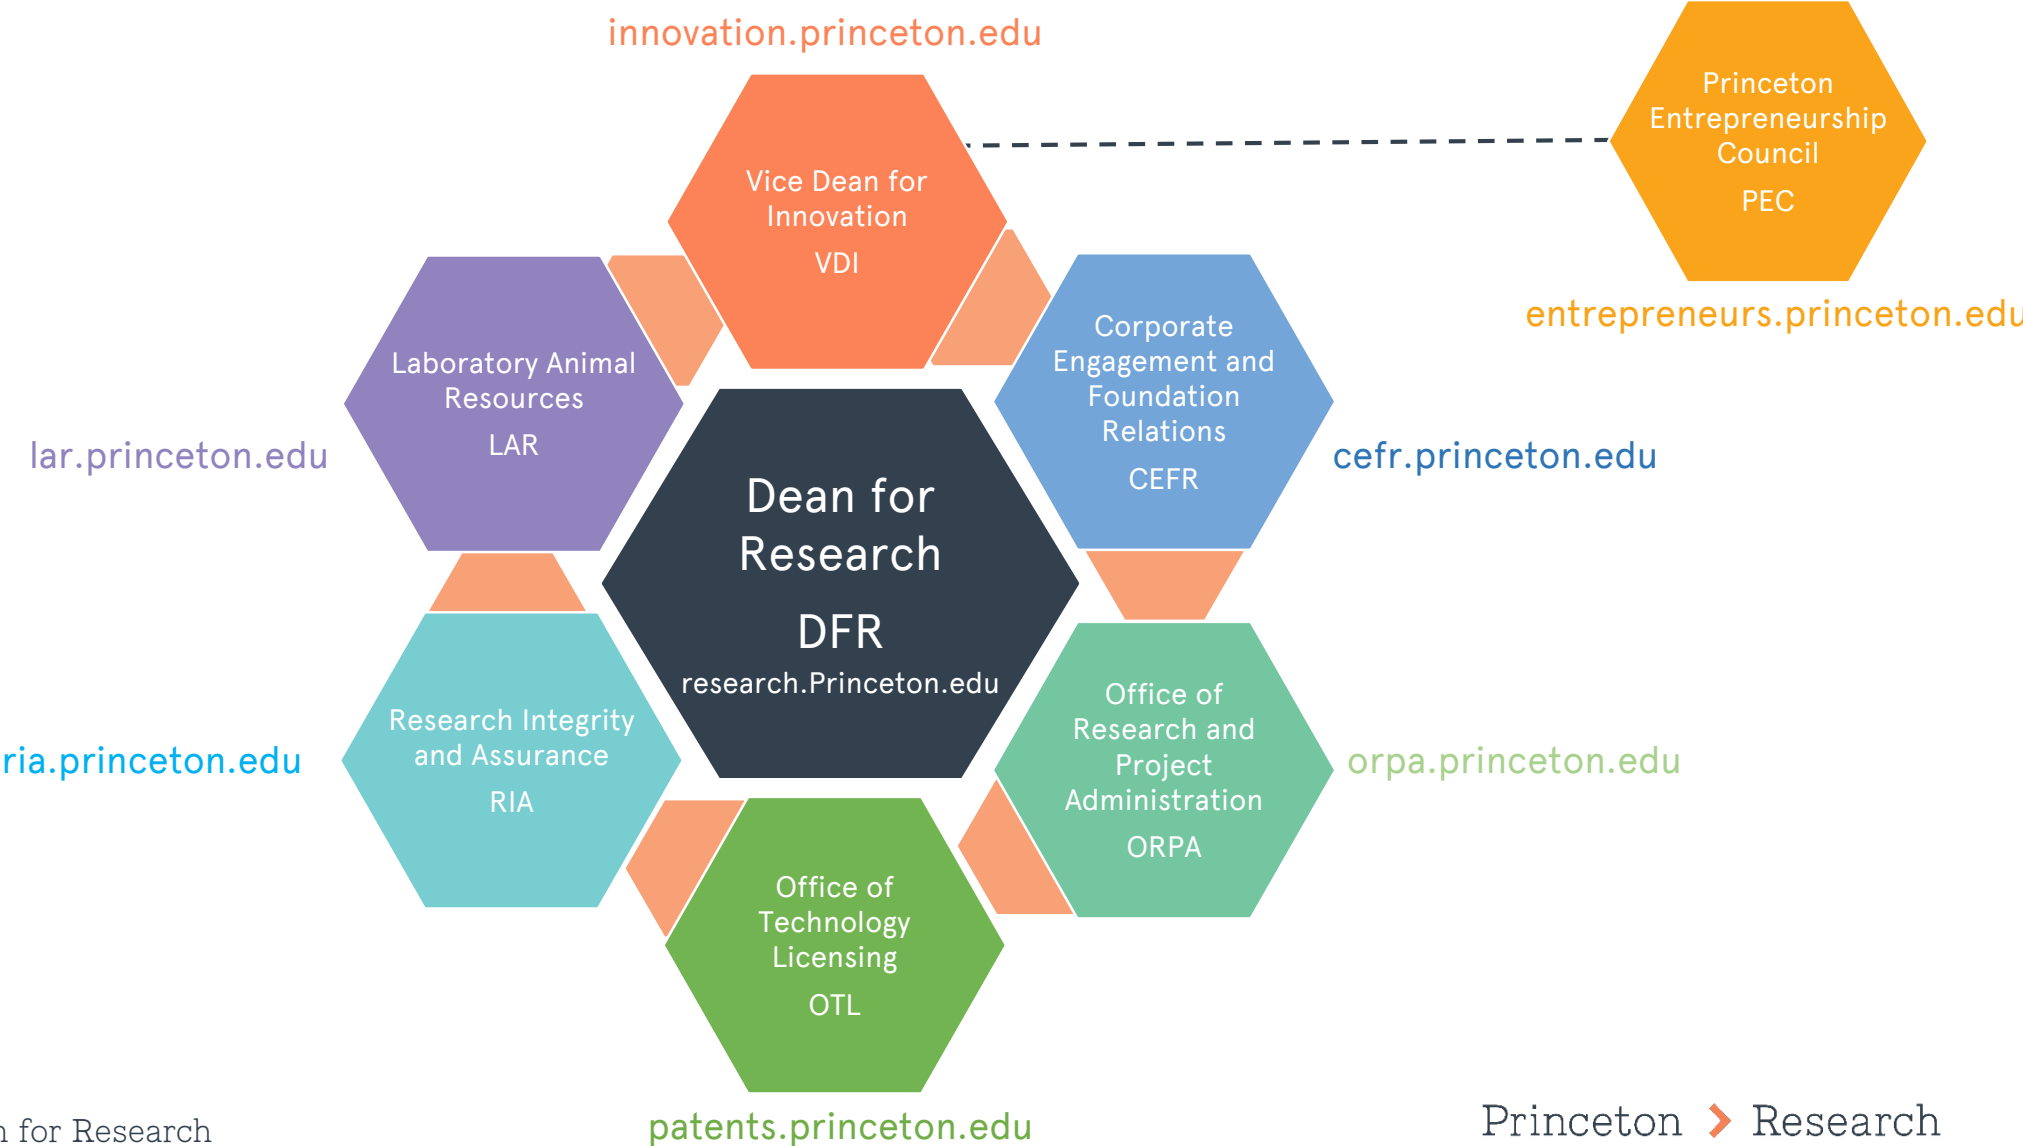 innovation.princeton.edu
Princeton
Entrepreneurship
Council
PEC
entrepreneurs.princeton.edu
Vice Dean for
Innovation
VDI
Corporate
Engagement and
Foundation
Relations
CEFR
cefr.princeton.edu
Laboratory Animal
Resources
LAR
lar.princeton.edu
Dean for
Research
DFR
research.Princeton.edu
Research Integrity
and Assurance
RIA
ria.princeton.edu
Office of
Research and
Project
Administration
ORPA
orpa.princeton.edu
Office of
Technology
Licensing
OTL
patents.princeton.edu
for Research
Princeton > Research